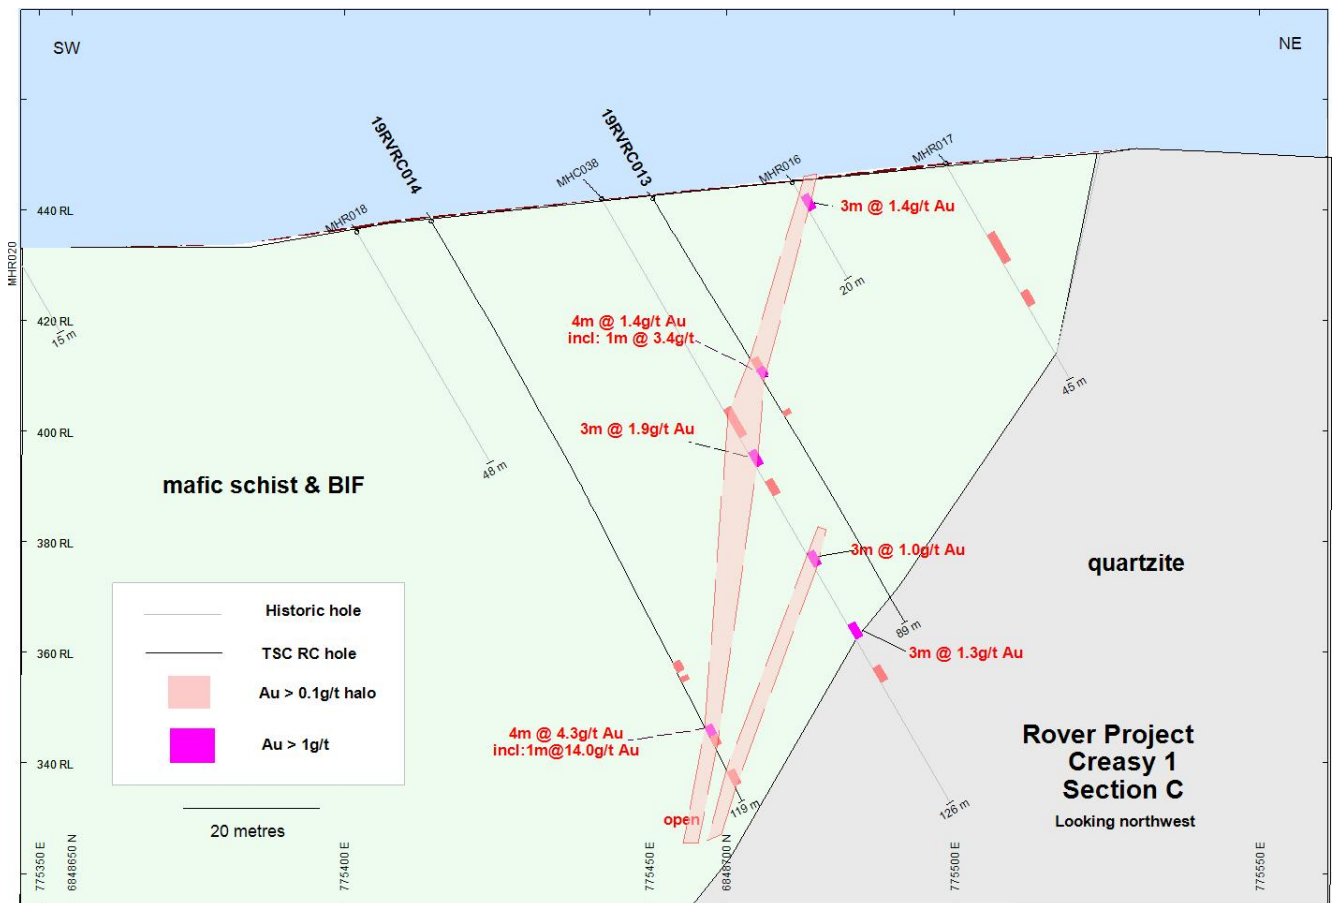 SW
NE
19RVRC014
19RVRC013
MHC038
MHR016
MHR017
MHR018
MHR020
440 RL
420 RL
400 RL
380 RL
360 RL
340 RL
3m @ 1.4g/t Au
20 m
15 m
4m @ 1.4g/t Au
incl: 1m @ 3.4g/t
45 m
3m @ 1.9g/t Au
48 m
mafic schist & BIF
3m @ 1.0g/t Au
quartzite
89 m
3m @ 1.3g/t Au
Historic hole
TSC RC hole
Au > 0.1g/t halo
Au > 1g/t
20 metres
4m @ 4.3g/t Au
incl:1m@14.0g/t Au
119 m
126 m
open
Rover Project
Creasy 1
Section C
Looking northwest
775350 E
6848650 N
775400 E
775450 E
6848700 N
775500 E
775550 E